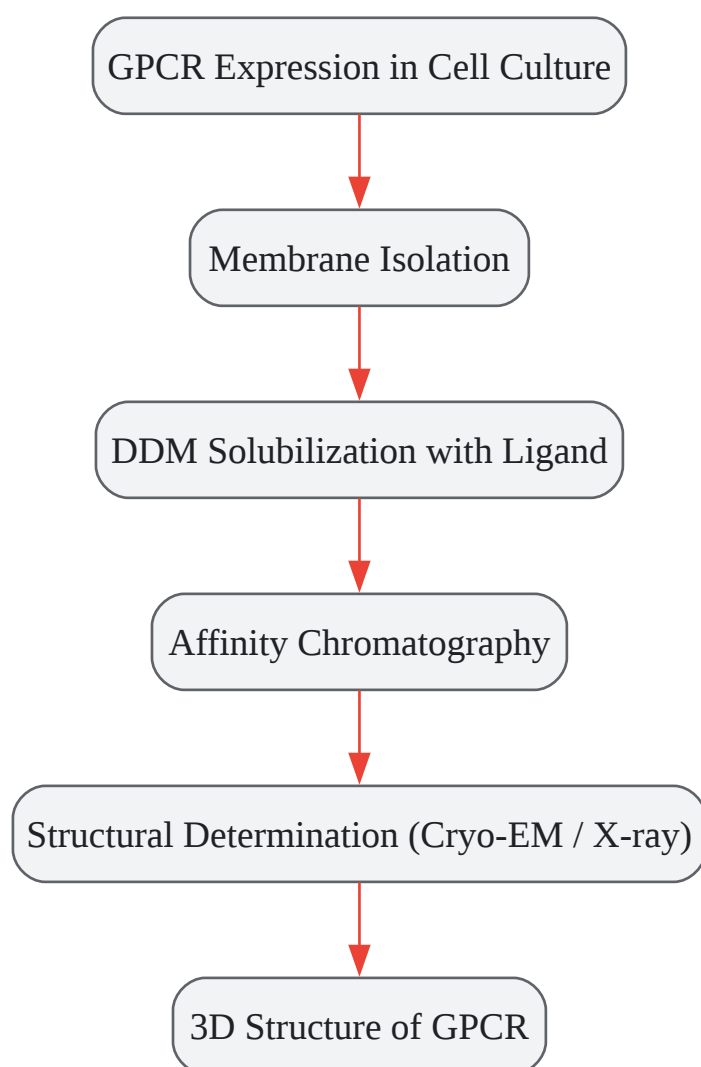 GPCR Expression in Cell Culture
Membrane Isolation
DDM Solubilization with Ligand
Affinity Chromatography
Structural Determination (Cryo-EM / X-ray)
3D Structure of GPCR